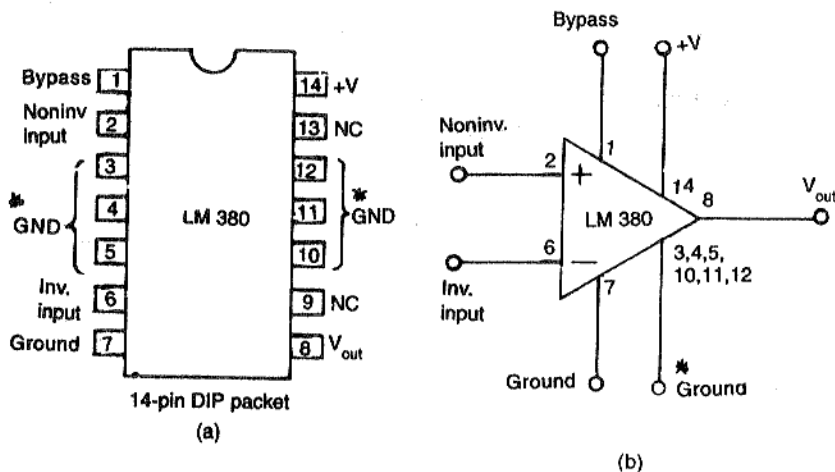 Bypass 1
14 +V
Noninv
input 2
13 NC
3
12
* GND 4
LM 380
11 * GND
5
10
Inv.
input 6
9 NC
Ground 7
8 Vout
14-pin DIP packet
(a)
Bypass
+V
Noninv.
input
2
+
1
14
8
Vout
LM 380
6
−
3,4,5,
10,11,12
Inv.
input
7
Ground
*
Ground
(b)